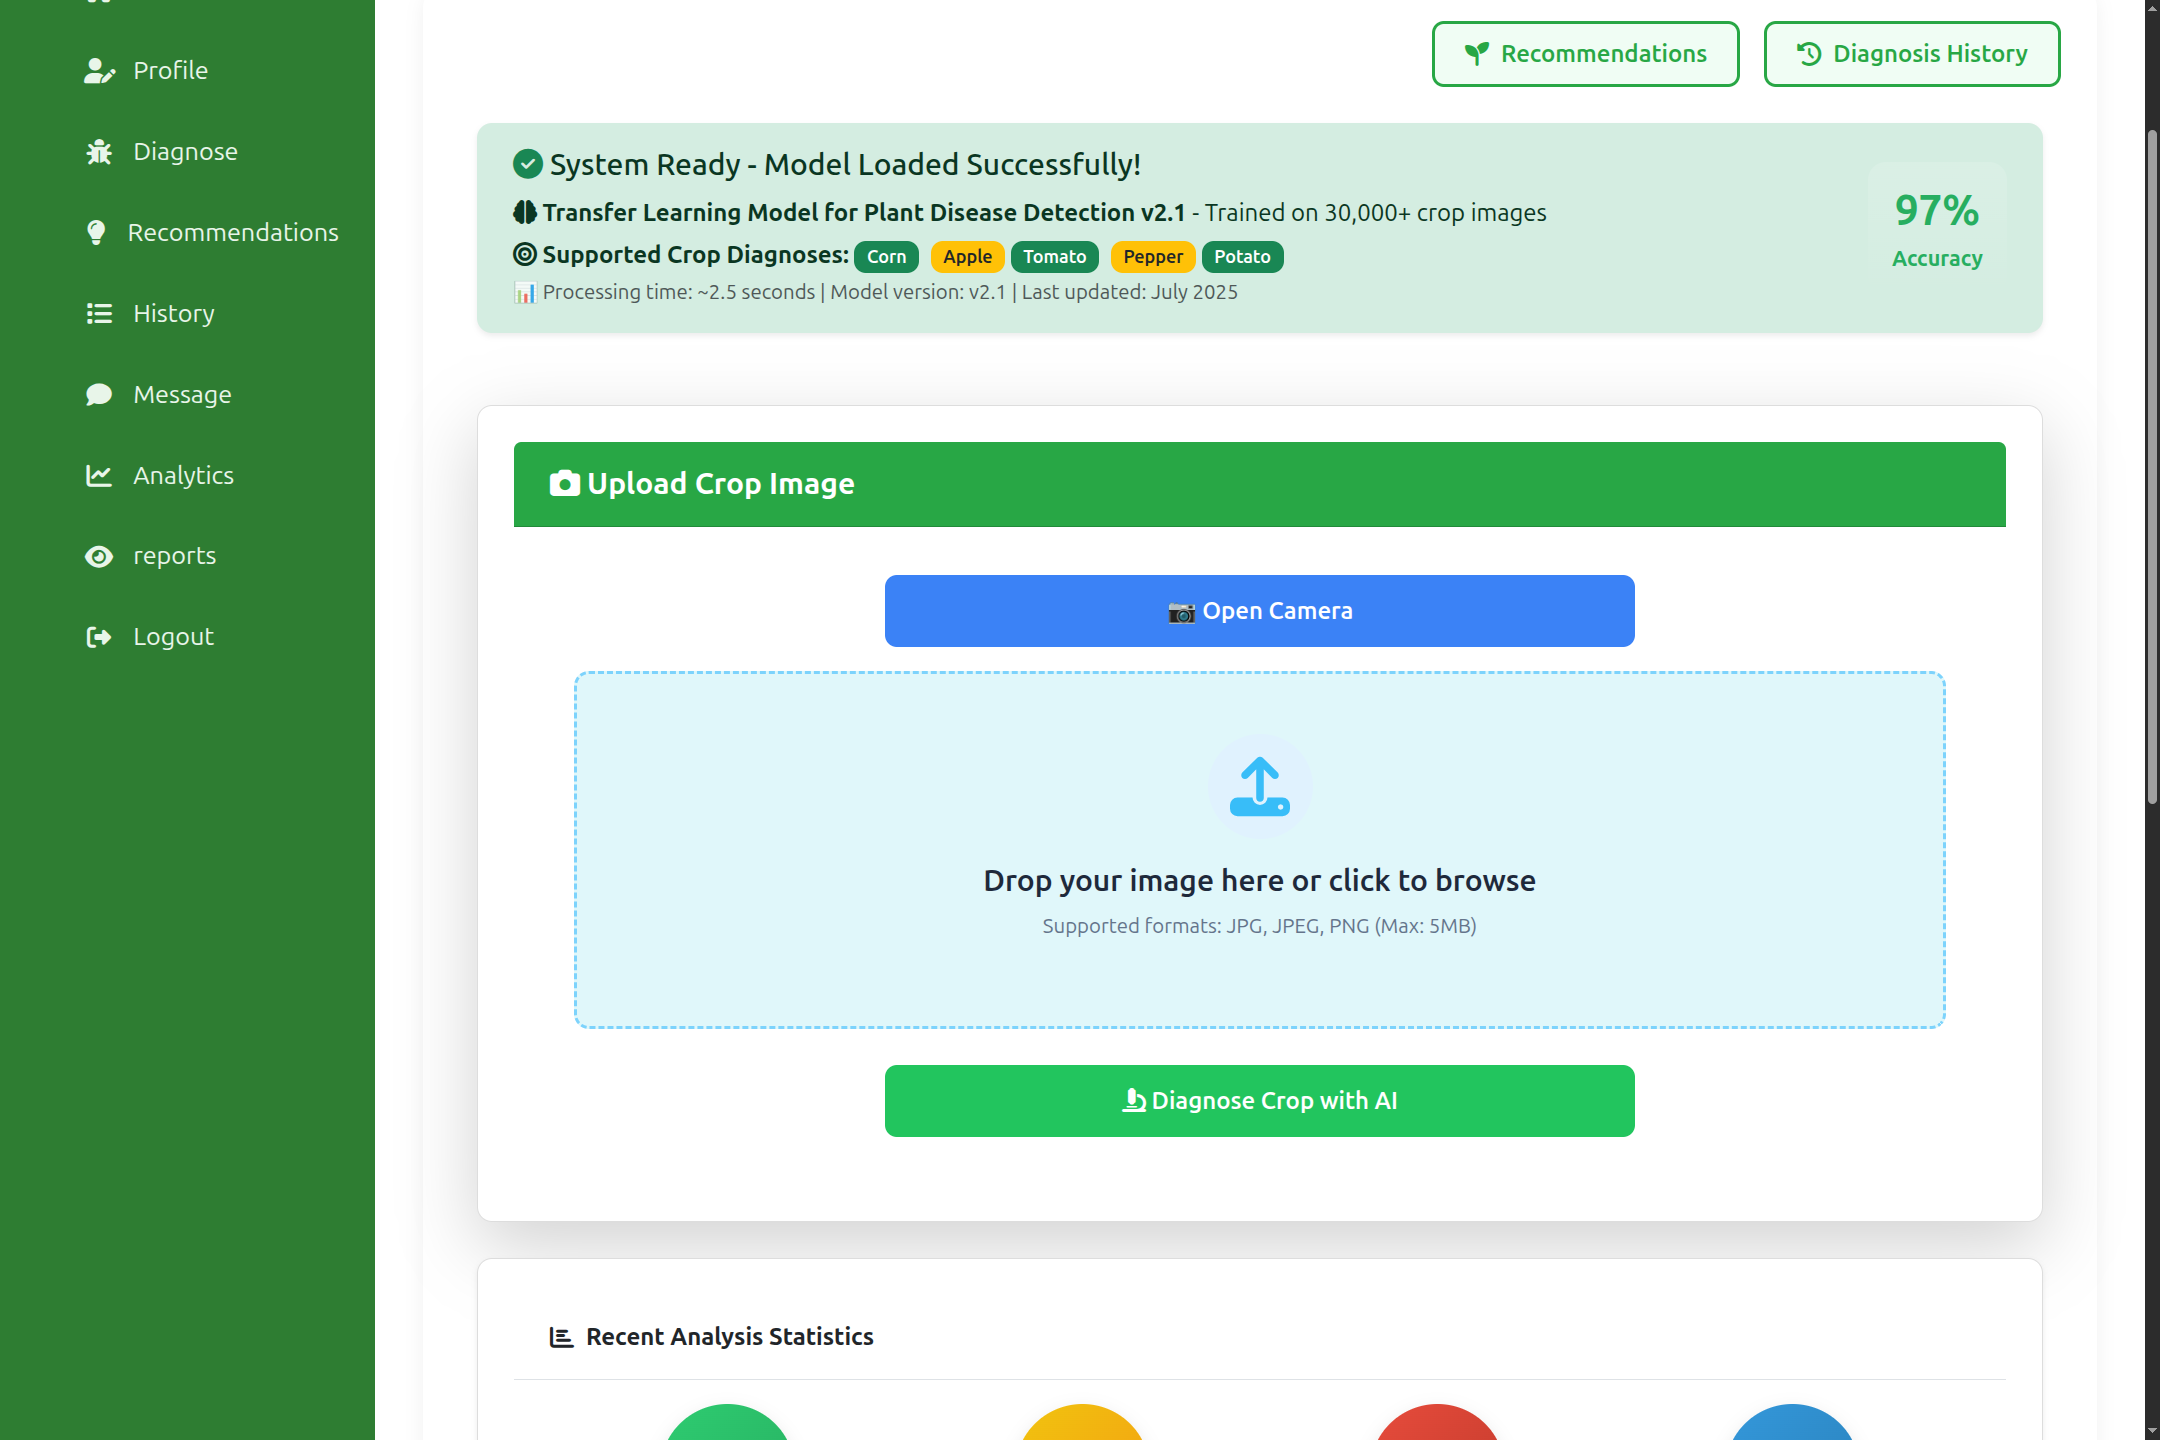 Profile
Diagnose
Recommendations
History
Message
Analytics
reports
Logout
Recommendations
Diagnosis History
System Ready - Model Loaded Successfully!
Transfer Learning Model for Plant Disease Detection v2.1 - Trained on 30,000+ crop images
Supported Crop Diagnoses: Corn Apple Tomato Pepper Potato
Processing time: ~2.5 seconds | Model version: v2.1 | Last updated: July 2025
97%
Accuracy
Upload Crop Image
Open Camera
Drop your image here or click to browse
Supported formats: JPG, JPEG, PNG (Max: 5MB)
Diagnose Crop with AI
Recent Analysis Statistics